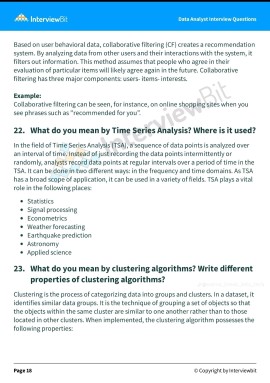 InterviewBit
Data Analyst Interview Questions
Based on user behavioral data, collaborative filtering (CF) creates a recommendation
system. By analyzing data from other users and their interactions with the system, it
filters out information. This method assumes that people who agree in their
evaluation of particular items will likely agree again in the future. Collaborative
filtering has three major components: users- items- interests.
Example:
Collaborative filtering can be seen, for instance, on online shopping sites when you
see phrases such as "recommended for you".
22. What do you mean by Time Series Analysis? Where is it used?
In the field of Time Series Analysis (TSA), a sequence of data points is analyzed over
an interval of time. Instead of just recording the data points intermittently or
randomly, analysts record data points at regular intervals over a period of time in the
TSA. It can be done in two different ways: in the frequency and time domains. As TSA
has a broad scope of application, it can be used in a variety of fields. TSA plays a vital
role in the following places:
• Statistics
• Signal processing
• Econometrics
• Weather forecasting
• Earthquake prediction
• Astronomy
• Applied science
23. What do you mean by clustering algorithms? Write different
properties of clustering algorithms?
Clustering is the process of categorizing data into groups and clusters. In a dataset, it
identifies similar data groups. It is the technique of grouping a set of objects so that
the objects within the same cluster are similar to one another rather than to those
located in other clusters. When implemented, the clustering algorithm possesses the
following properties:
InterviewBit
Page 18
© Copyright by Interviewbit